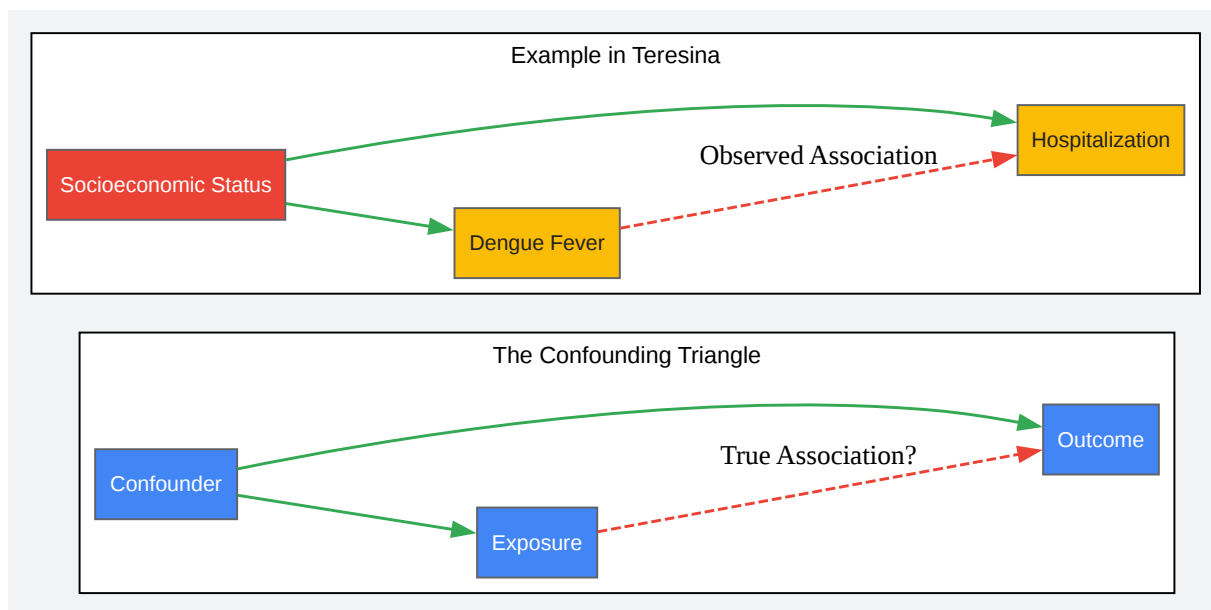 Example in Teresina
Hospitalization
Observed Association
Socioeconomic Status
Dengue Fever
The Confounding Triangle
Outcome
True Association?
Confounder
Exposure